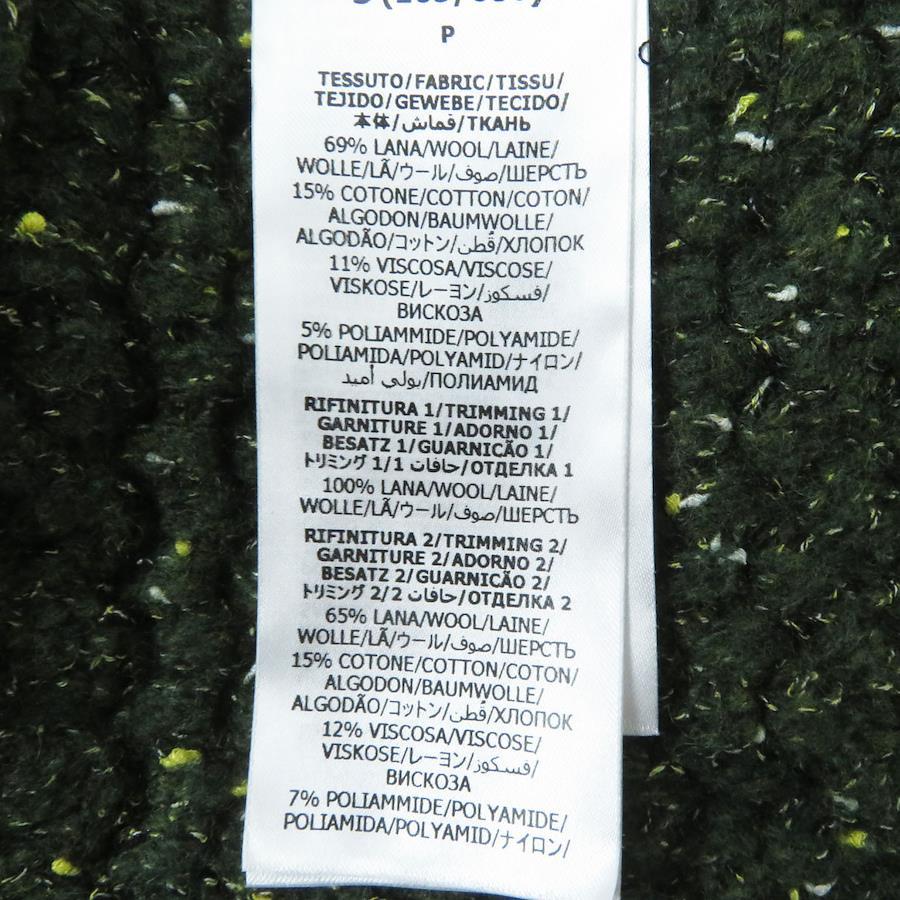 P
TESSUTO/FABRIC/TISSU/
TEJIDO/GEWEBE/TECIDO/
本体/قماش/ТКАНЬ
69% LANA/WOOL/LAINE/
WOLLE/LÃ/ウール/صوف/ШЕРСТЬ
15% COTONE/COTTON/COTON/
ALGODON/BAUMWOLLE/
ALGODÃO/コットン/قُطن/ХЛОПОК
11% VISCOSA/VISCOSE/
VISKOSE/レーヨン/فسكوز/
ВИСКОЗА
5% POLIAMMIDE/POLYAMIDE/
POLIAMIDA/POLYAMID/ナイロン/
بولي أميد/ПОЛИАМИД
RIFINITURA 1/TRIMMING 1/
GARNITURE 1/ADORNO 1/
BESATZ 1/GUARNICÃO 1/
トリミング 1/1 حافات/ОТДЕЛКА 1
100% LANA/WOOL/LAINE/
WOLLE/LÃ/ウール/صوف/ШЕРСТЬ
RIFINITURA 2/TRIMMING 2/
GARNITURE 2/ADORNO 2/
BESATZ 2/GUARNICÃO 2/
トリミング 2/2 حافات/ОТДЕЛКА 2
65% LANA/WOOL/LAINE/
WOLLE/LÃ/ウール/صوف/ШЕРСТЬ
15% COTONE/COTTON/COTON/
ALGODON/BAUMWOLLE/
ALGODÃO/コットン/قُطن/ХЛОПОК
12% VISCOSA/VISCOSE/
VISKOSE/レーヨン/فسكوز/
ВИСКОЗА
7% POLIAMMIDE/POLYAMIDE/
POLIAMIDA/POLYAMID/ナイロン/